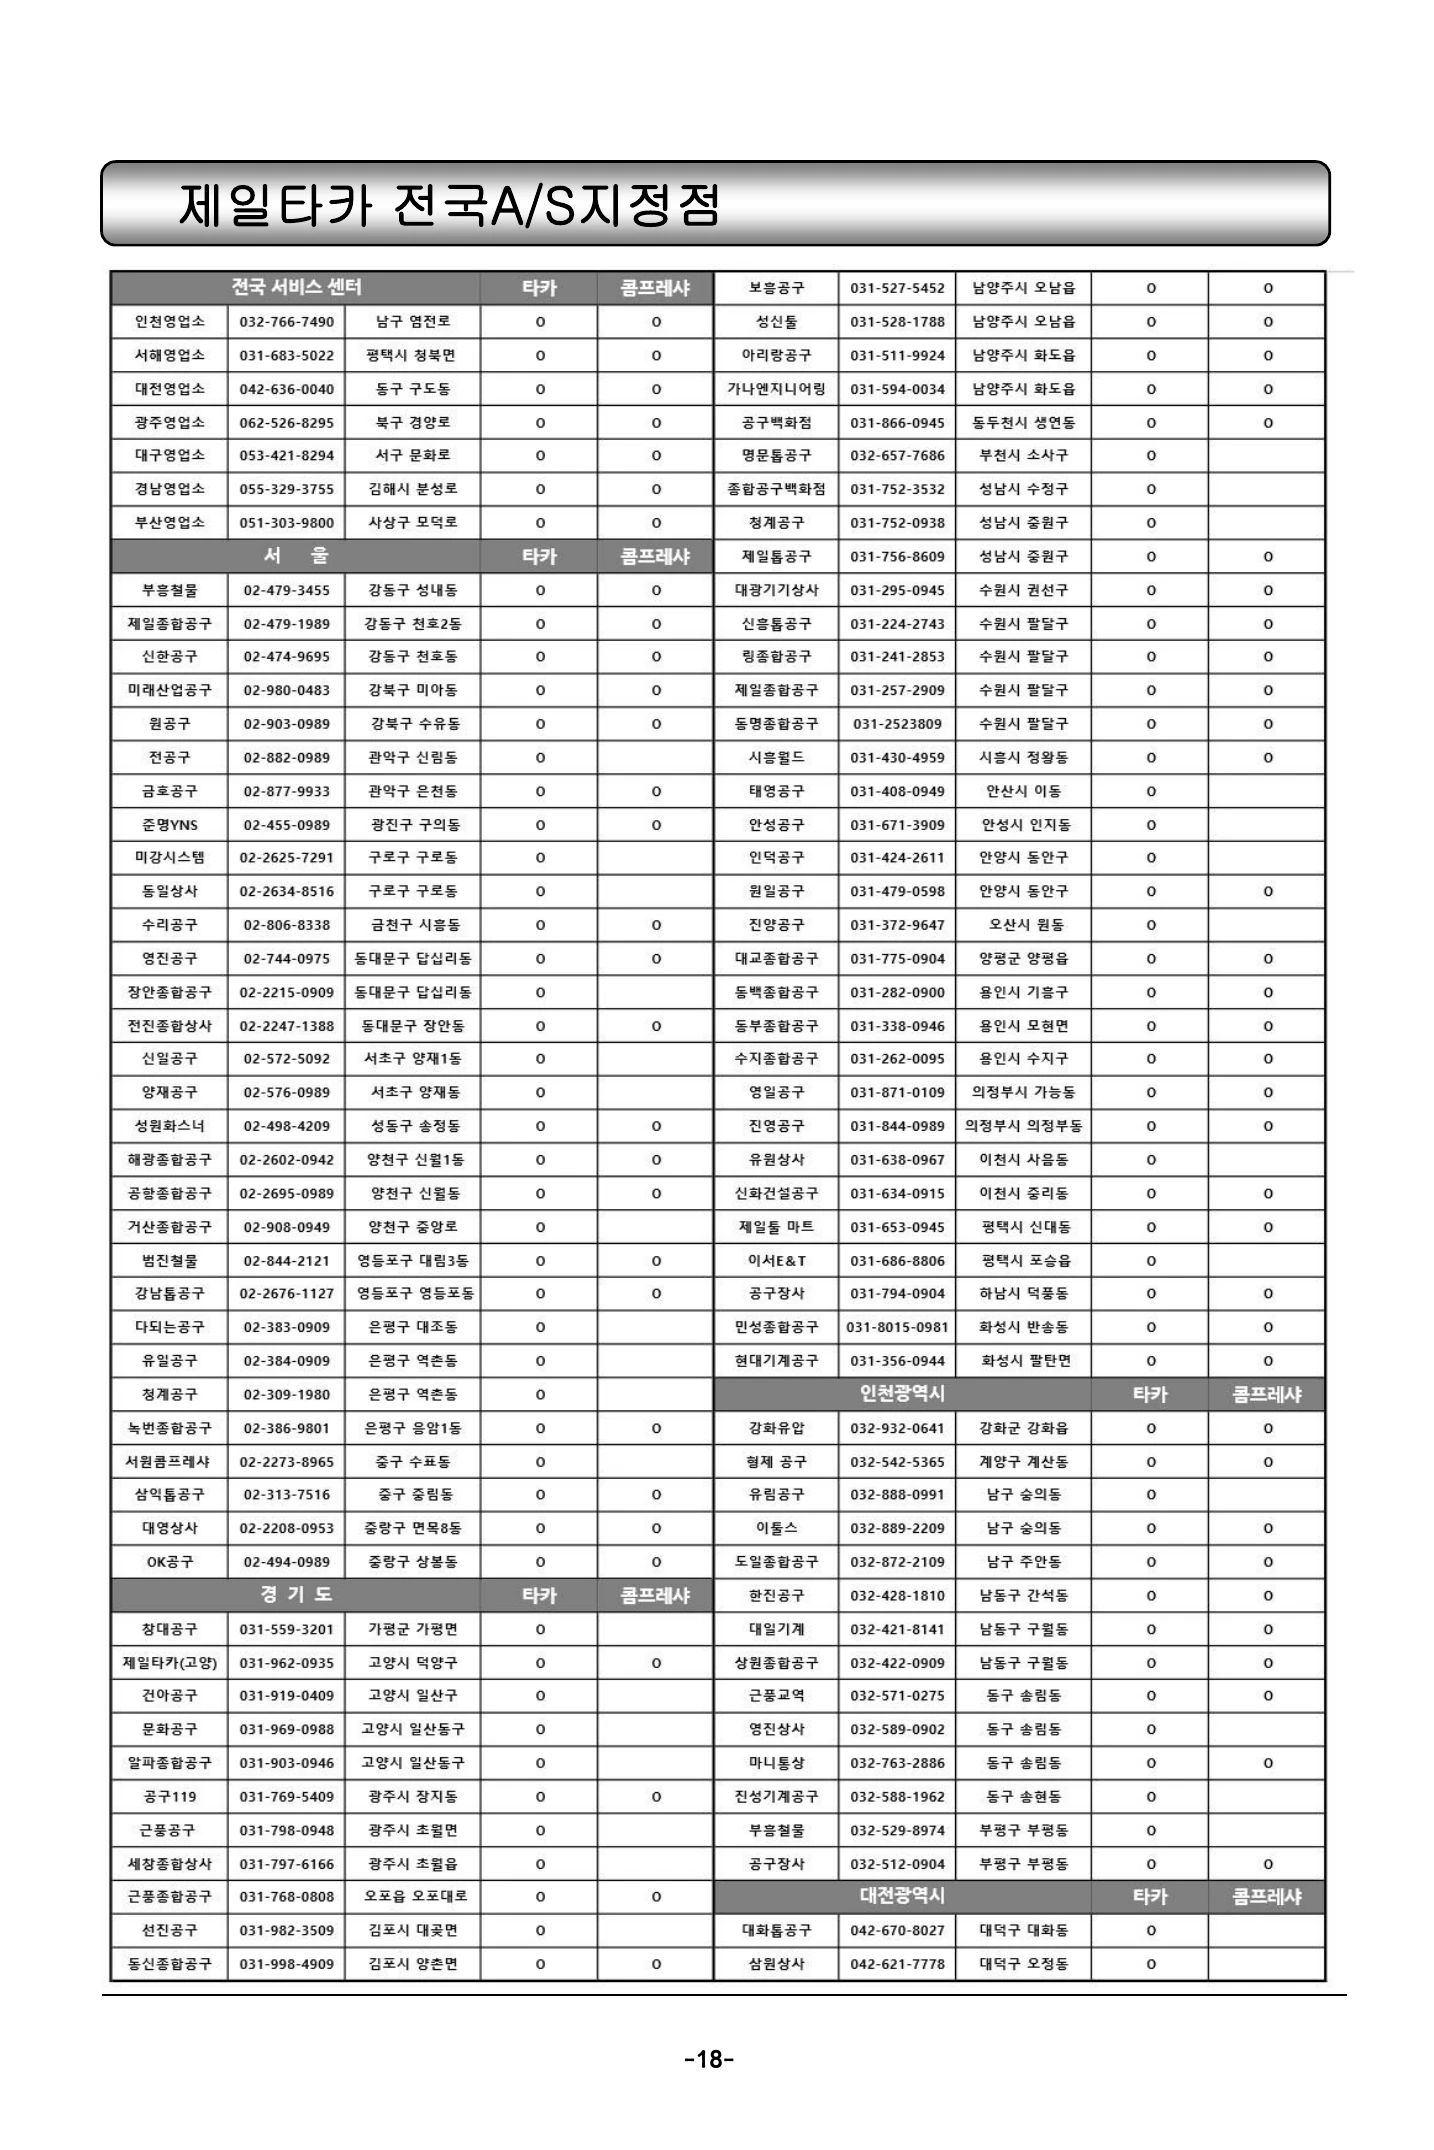 제일타카 전국A/S지정점
전국 서비스 센터 타카 콤프레샤
인천영업소 032-766-7490 남구 염전로 O O
서해영업소 031-683-5022 평택시 청북면 O O
대전영업소 042-636-0040 동구 구도동 O O
광주영업소 062-526-8295 북구 경양로 O O
대구영업소 053-421-8294 서구 문화로 O O
경남영업소 055-329-3755 김해시 분성로 O O
부산영업소 051-303-9800 사상구 모덕로 O O
서 울 타카 콤프레샤
부흥철물 02-479-3455 강동구 성내동 O O
제일종합공구 02-479-1989 강동구 천호2동 O O
신한공구 02-474-9695 강동구 천호동 O O
미래산업공구 02-980-0483 강북구 미아동 O O
원공구 02-903-0989 강북구 수유동 O O
전공구 02-882-0989 관악구 신림동 O
금호공구 02-877-9933 관악구 은천동 O O
준명YNS 02-455-0989 광진구 구의동 O O
미강시스템 02-2625-7291 구로구 구로동 O
동일상사 02-2634-8516 구로구 구로동 O
수리공구 02-806-8338 금천구 시흥동 O O
영진공구 02-744-0975 동대문구 답십리동 O O
장안종합공구 02-2215-0909 동대문구 답십리동 O
전진종합상사 02-2247-1388 동대문구 장안동 O O
신일공구 02-572-5092 서초구 양재1동 O
양재공구 02-576-0989 서초구 양재동 O
성원화스너 02-498-4209 성동구 송정동 O O
해광종합공구 02-2602-0942 양천구 신월1동 O O
공항종합공구 02-2695-0989 양천구 신월동 O O
거산종합공구 02-908-0949 양천구 중앙로 O
범진철물 02-844-2121 영등포구 대림3동 O O
강남톱공구 02-2676-1127 영등포구 영등포동 O O
다되는공구 02-383-0909 은평구 대조동 O
유일공구 02-384-0909 은평구 역촌동 O
청계공구 02-309-1980 은평구 역촌동 O
녹번종합공구 02-386-9801 은평구 응암1동 O O
서원콤프레샤 02-2273-8965 중구 수표동 O
삼익톱공구 02-313-7516 중구 중림동 O O
대영상사 02-2208-0953 중랑구 면목8동 O O
OK공구 02-494-0989 중랑구 상봉동 O O
경 기 도 타카 콤프레샤
창대공구 031-559-3201 가평군 가평면 O
제일타카(고양) 031-962-0935 고양시 덕양구 O O
건아공구 031-919-0409 고양시 일산구 O
문화공구 031-969-0988 고양시 일산동구 O
알파종합공구 031-903-0946 고양시 일산동구 O
공구119 031-769-5409 광주시 장지동 O O
근풍공구 031-798-0948 광주시 초월면 O
세창종합상사 031-797-6166 광주시 초월읍 O
근풍종합공구 031-768-0808 오포읍 오포대로 O O
선진공구 031-982-3509 김포시 대곶면 O
동신종합공구 031-998-4909 김포시 양촌면 O O
보흥공구 031-527-5452 남양주시 오남읍 O O
성신툴 031-528-1788 남양주시 오남읍 O O
아리랑공구 031-511-9924 남양주시 화도읍 O O
가나엔지니어링 031-594-0034 남양주시 화도읍 O O
공구백화점 031-866-0945 동두천시 생연동 O O
명문톱공구 032-657-7686 부천시 소사구 O
종합공구백화점 031-752-3532 성남시 수정구 O
청계공구 031-752-0938 성남시 중원구 O
제일톱공구 031-756-8609 성남시 중원구 O O
대광기기상사 031-295-0945 수원시 권선구 O O
신흥톱공구 031-224-2743 수원시 팔달구 O O
링종합공구 031-241-2853 수원시 팔달구 O O
제일종합공구 031-257-2909 수원시 팔달구 O O
동명종합공구 031-2523809 수원시 팔달구 O O
시흥월드 031-430-4959 시흥시 정왕동 O O
태영공구 031-408-0949 안산시 이동 O
안성공구 031-671-3909 안성시 인지동 O
인덕공구 031-424-2611 안양시 동안구 O
원일공구 031-479-0598 안양시 동안구 O O
진양공구 031-372-9647 오산시 원동 O
대교종합공구 031-775-0904 양평군 양평읍 O O
동백종합공구 031-282-0900 용인시 기흥구 O O
동부종합공구 031-338-0946 용인시 모현면 O O
수지종합공구 031-262-0095 용인시 수지구 O O
영일공구 031-871-0109 의정부시 가능동 O O
진영공구 031-844-0989 의정부시 의정부동 O O
유원상사 031-638-0967 이천시 사음동 O
신화건설공구 031-634-0915 이천시 중리동 O O
제일툴 마트 031-653-0945 평택시 신대동 O O
이서E&T 031-686-8806 평택시 포승읍 O
공구장사 031-794-0904 하남시 덕풍동 O O
민성종합공구 031-8015-0981 화성시 반송동 O O
현대기계공구 031-356-0944 화성시 팔탄면 O O
인천광역시 타카 콤프레샤
강화유압 032-932-0641 강화군 강화읍 O O
형제 공구 032-542-5365 계양구 계산동 O O
유림공구 032-888-0991 남구 숭의동 O
이툴스 032-889-2209 남구 숭의동 O O
도일종합공구 032-872-2109 남구 주안동 O O
한진공구 032-428-1810 남동구 간석동 O O
대일기계 032-421-8141 남동구 구월동 O O
상원종합공구 032-422-0909 남동구 구월동 O O
근풍교역 032-571-0275 동구 송림동 O O
영진상사 032-589-0902 동구 송림동 O
마니통상 032-763-2886 동구 송림동 O O
진성기계공구 032-588-1962 동구 송현동 O
부흥철물 032-529-8974 부평구 부평동 O
공구장사 032-512-0904 부평구 부평동 O O
대전광역시 타카 콤프레샤
대화톱공구 042-670-8027 대덕구 대화동 O
삼원상사 042-621-7778 대덕구 오정동 O
-18-